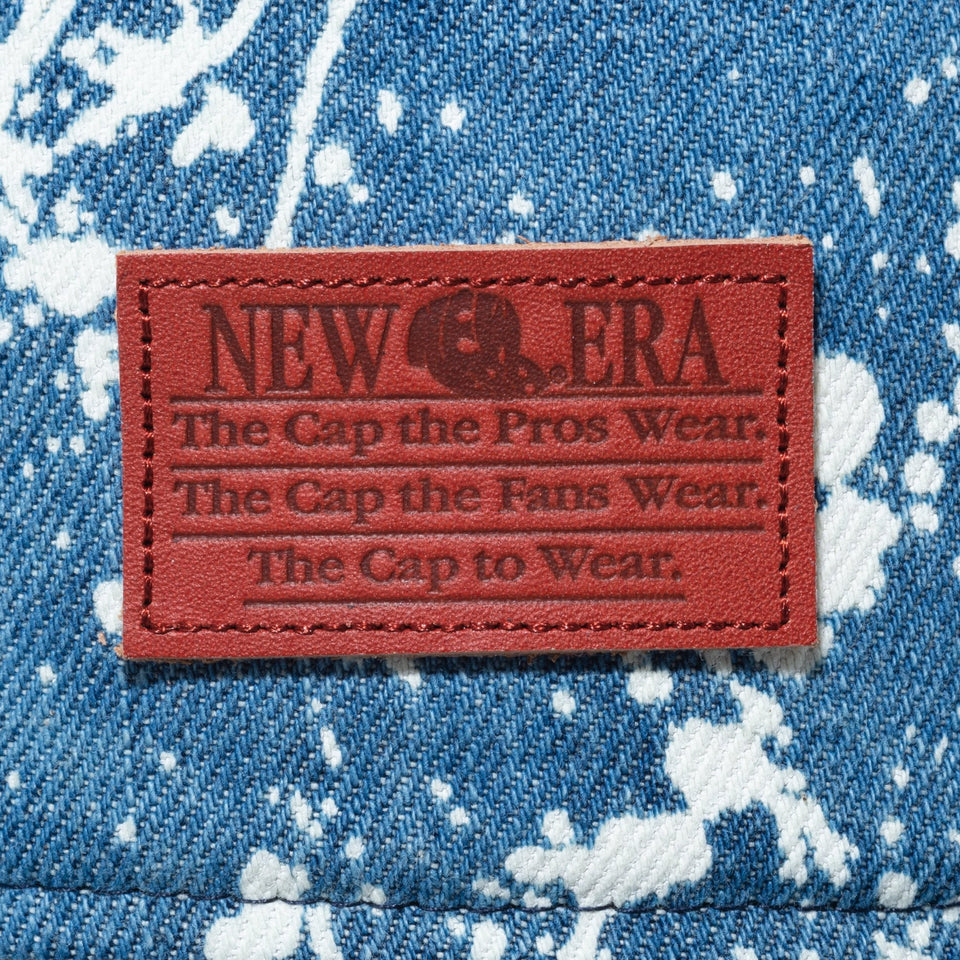 NEW ERA
The Cap the Pros Wear.
The Cap the Fans Wear.
The Cap to Wear.